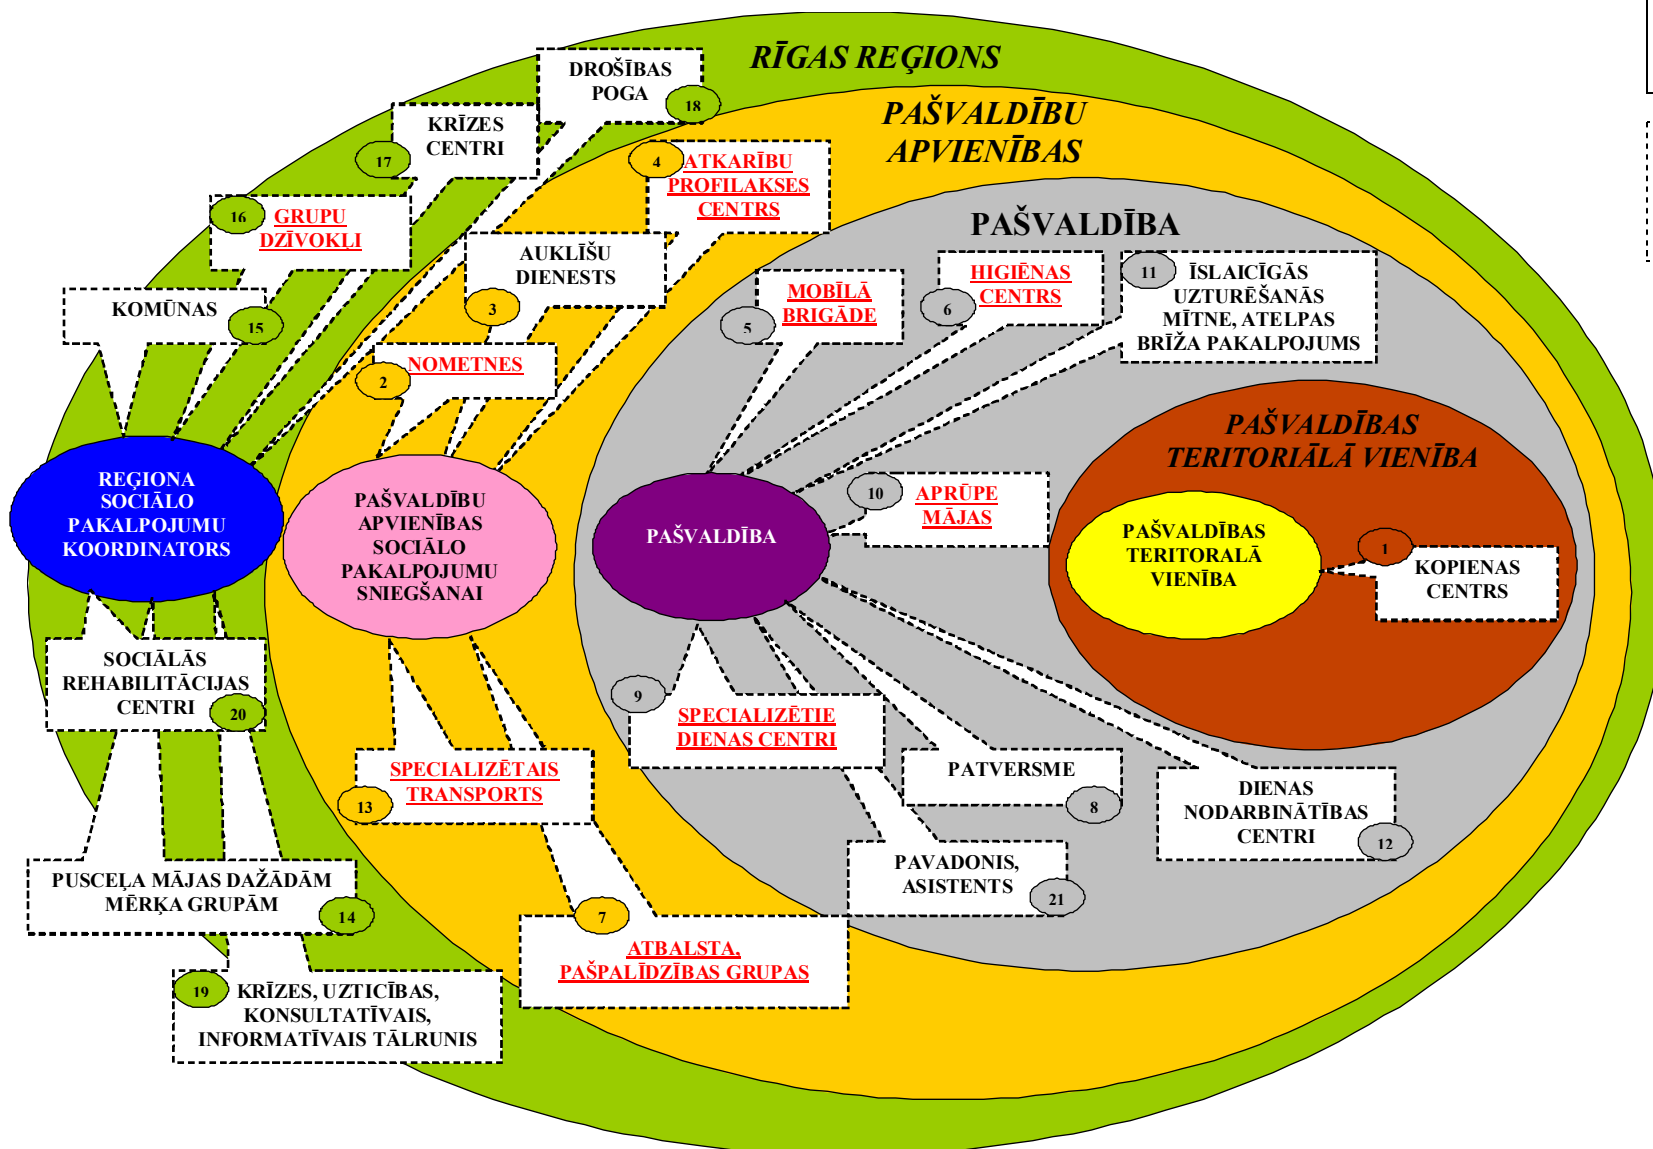 RĪGAS REĢIONS
PAŠVALDĪBU
APVIENĪBAS
PAŠVALDĪBA
PAŠVALDĪBAS
TERITORIĀLĀ VIENĪBA
DROŠĪBAS
POGA
18
KRĪZES
CENTRI
17
GRUPU
DZĪVOKĻI
16
KOMŪNAS
15
4
ATKARĪBU
PROFILAKSES
CENTRS
AUKLĪŠU
DIENESTS
3
NOMETNES
2
MOBĪLĀ
BRIGĀDE
5
HIGIĒNAS
CENTRS
6
11
ĪSLAICĪGĀS
UZTURĒŠANĀS
MĪTNE, ATELPAS
BRĪŽA PAKALPOJUMS
REĢIONA
SOCIĀLO
PAKALPOJUMU
KOORDINATORS
PAŠVALDĪBU
APVIENĪBAS
SOCIĀLO
PAKALPOJUMU
SNIEGŠANAI
PAŠVALDĪBA
10
APRŪPE
MĀJAS
PAŠVALDĪBAS
TERITORALĀ
VIENĪBA
1
KOPIENAS
CENTRS
SOCIĀLĀS
REHABILITĀCIJAS
CENTRI
20
9
SPECIALIZĒTIE
DIENAS CENTRI
SPECIALIZĒTAIS
TRANSPORTS
13
PATVERSME
8
DIENAS
NODARBINĀTĪBAS
CENTRI
12
PAVADONIS,
ASISTENTS
21
PUSCEĻA MĀJAS DAŽĀDĀM
MĒRĶA GRUPĀM
14
7
ATBALSTA,
PAŠPALĪDZĪBAS GRUPAS
19
KRĪZES, UZTICĪBAS,
KONSULTATĪVAIS,
INFORMATĪVAIS TĀLRUNIS